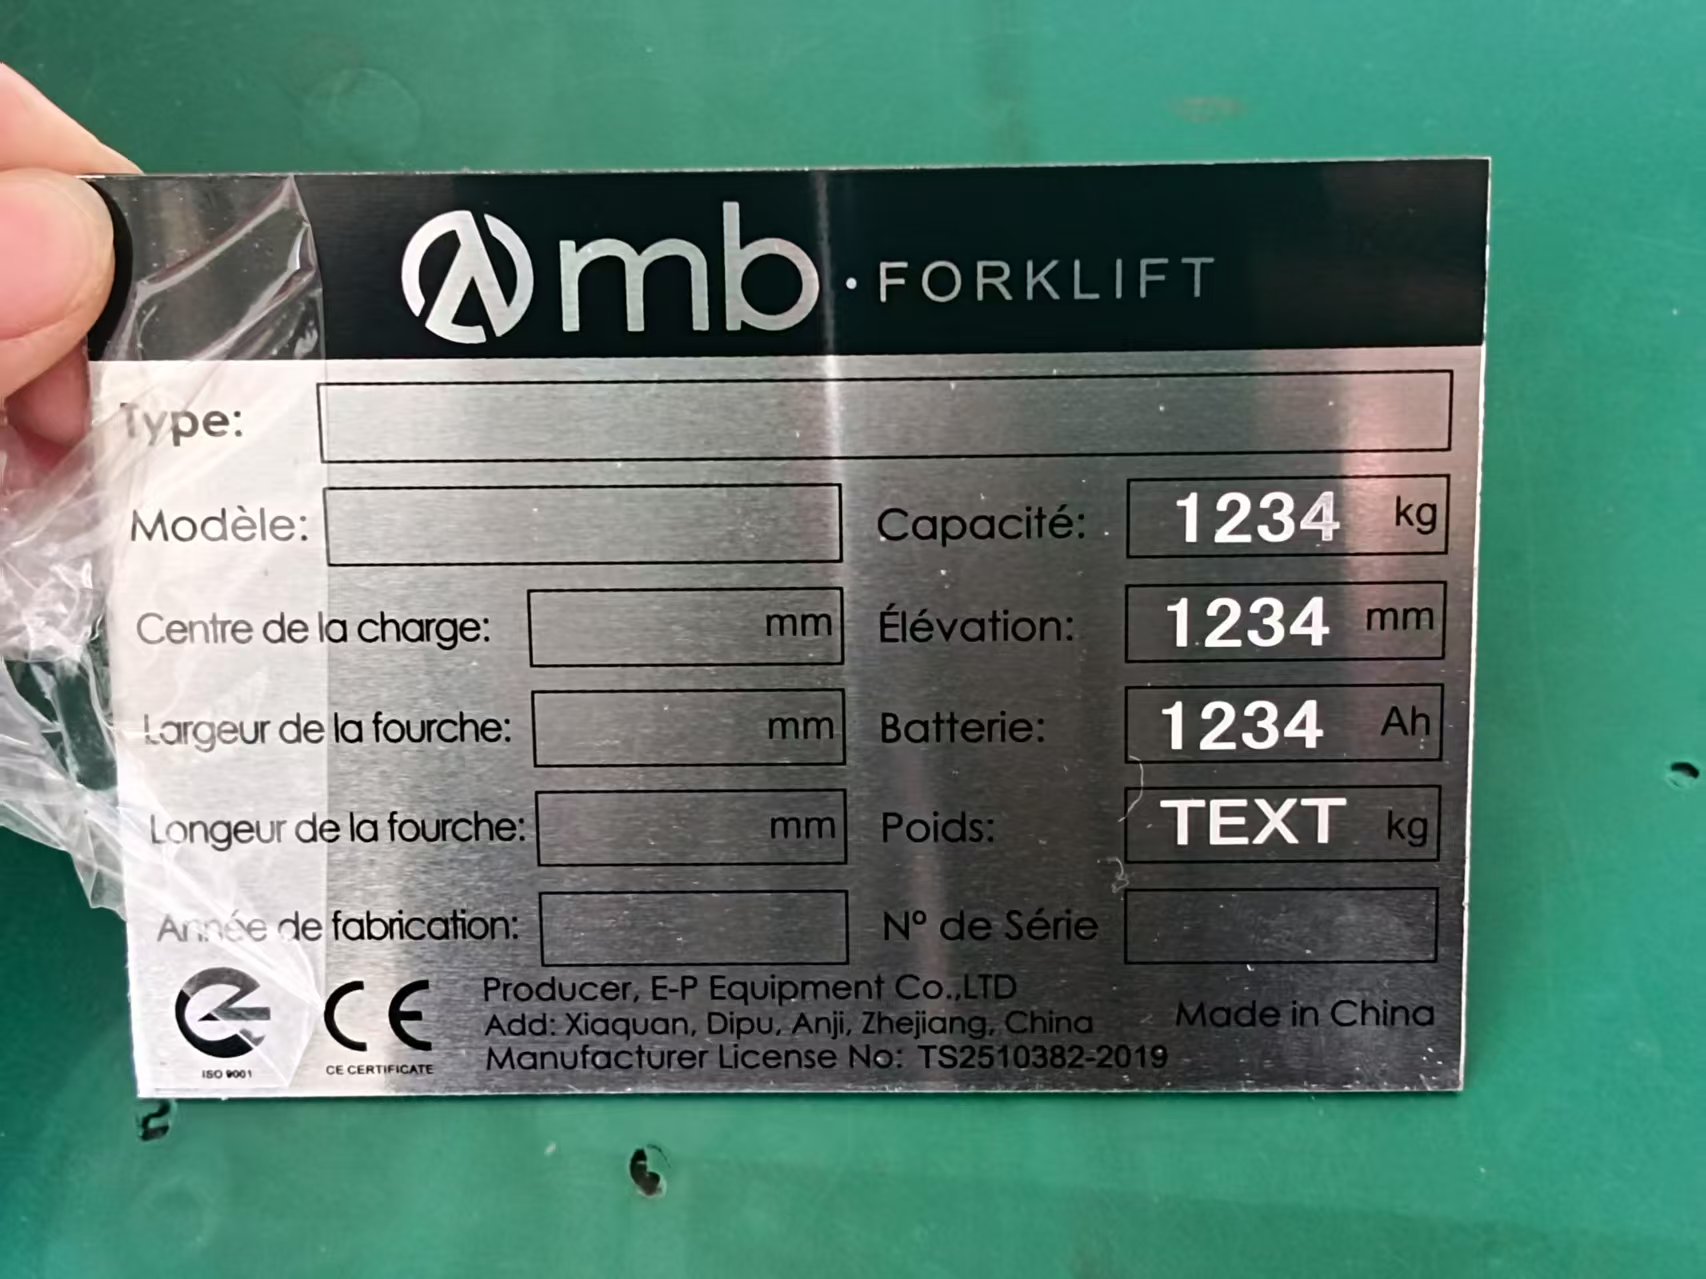 mb · FORKLIFT
Type:
Modèle:
Capacité: 1234 kg
Centre de la charge: mm
Élévation: 1234 mm
Largeur de la fourche: mm
Batterie: 1234 Ah
Longeur de la fourche: mm
Poids: TEXT kg
Année de fabrication:
Nº de Série
Producer, E-P Equipment Co.,LTD
Add: Xiaquan, Dipu, Anji, Zhejiang, China
Manufacturer License No: TS2510382-2019
Made in China
ISO 9001
CE
CE CERTIFICATE